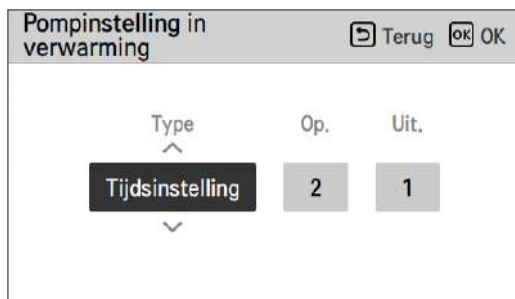 Pompinstelling in
verwarming
Terug OK OK
Type Op. Uit.
Tijdsinstelling 2 1